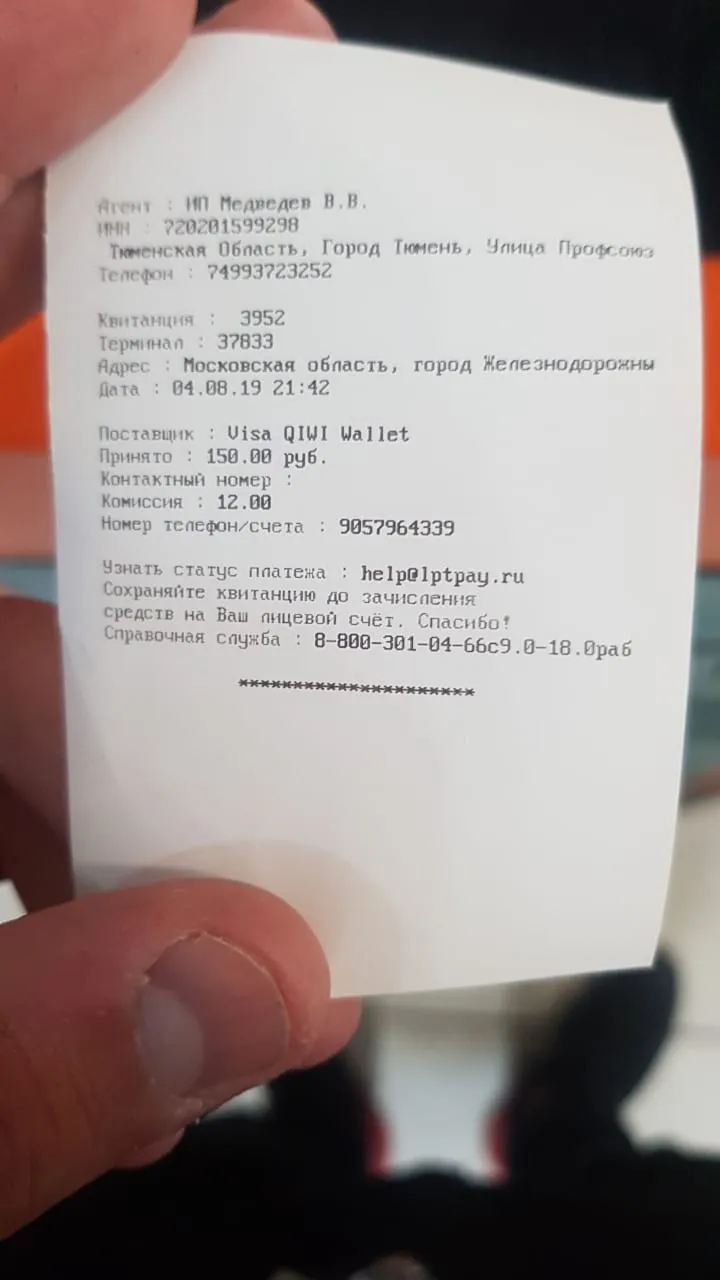 Агент : ИП Медведев В.В.
ИНН : 720201599298
Тюменская Область, Город Тюмень, Улица Профсоюз
Телефон : 74993723252
Квитанция : 3952
Терминал : 37833
Адрес : Московская область, город Железнодорожны
Дата : 04.08.19 21:42
Поставщик : Visa QIWI Wallet
Принято : 150.00 руб.
Контактный номер :
Комиссия : 12.00
Номер телефон/счета : 9057964339
Узнать статус платежа : help@lptpay.ru
Сохраняйте квитанцию до зачисления
средств на Ваш лицевой счёт. Спасибо!
Справочная служба : 8-800-301-04-66с9.0-18.0раб
*********************